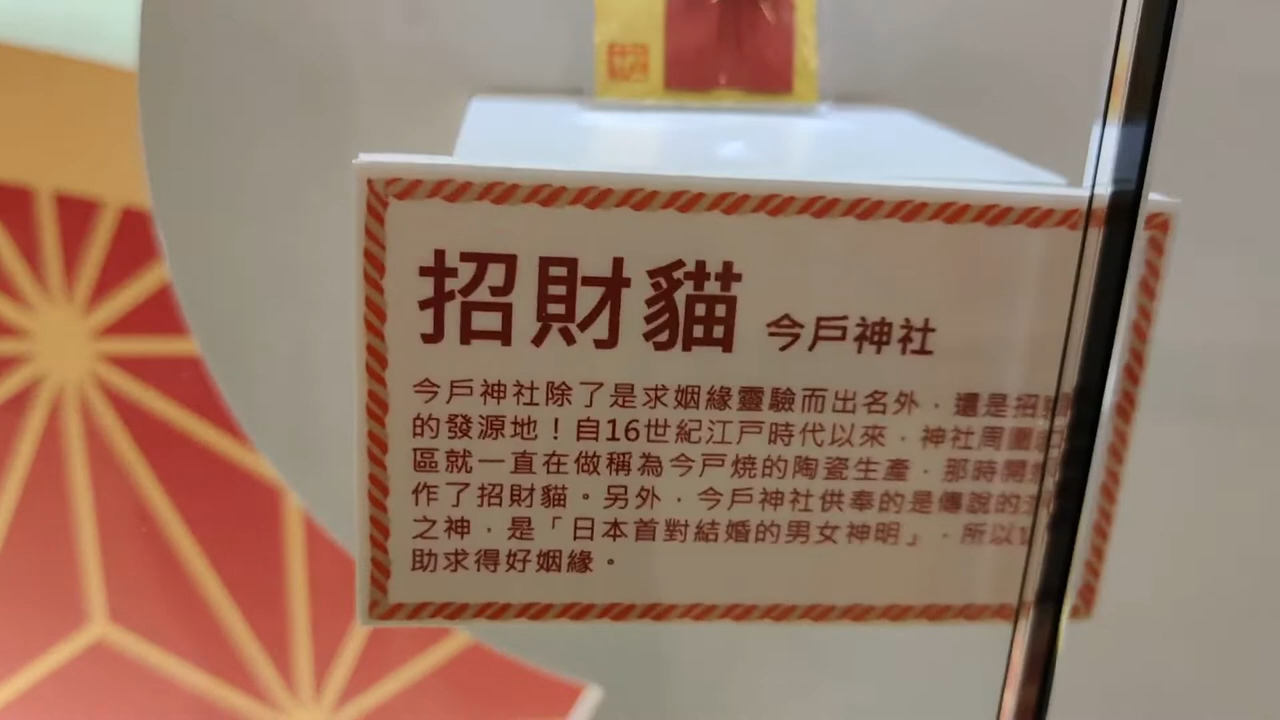 招財貓 今戶神社
今戶神社除了是求姻緣靈驗而出名外，還是招
的發源地！自16世紀江戸時代以來，神社周圍
區就一直在做稱為今戸燒的陶瓷生產，那時開
作了招財貓。另外，今戶神社供奉的是傳說的
之神，是「日本首對結婚的男女神明」，所以
助求得好姻緣。